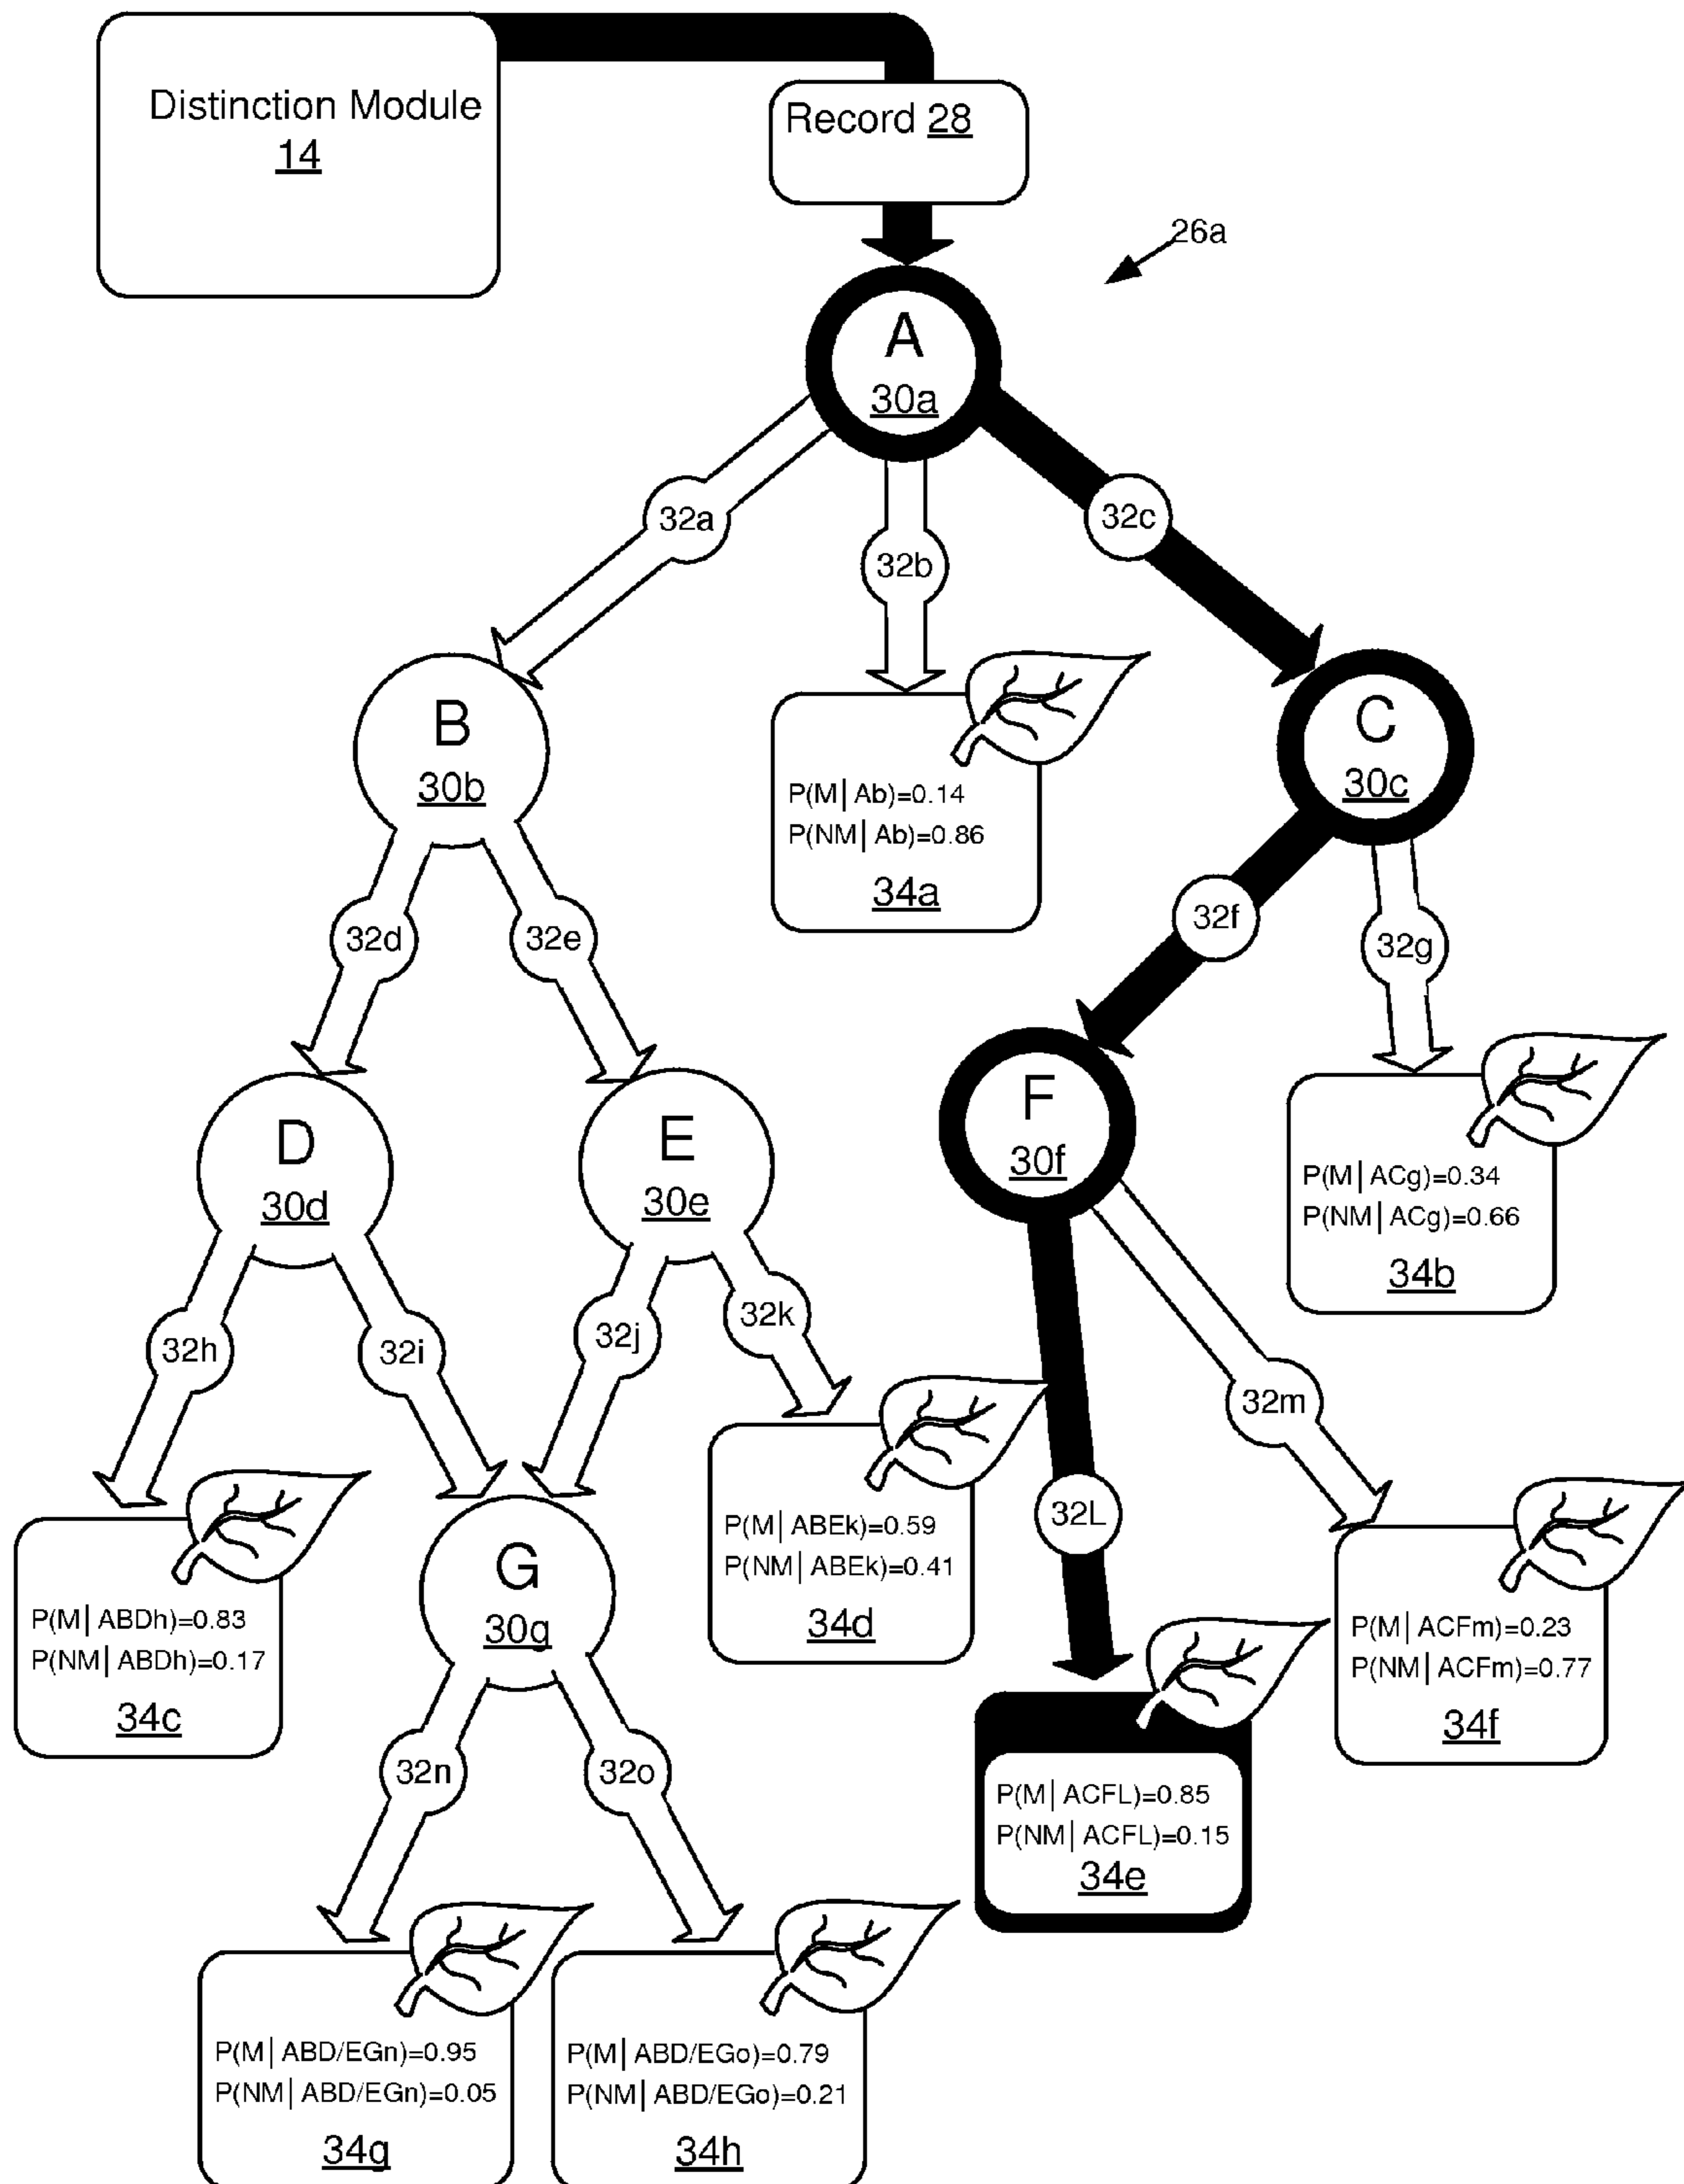 Distinction Module
14
Record 28
26a
A
30a
32a
32b
32c
B
30b
C
30c
P(M|Ab)=0.14
P(NM|Ab)=0.86
34a
32d
32e
32f
32g
D
30d
E
30e
F
30f
P(M|ACg)=0.34
P(NM|ACg)=0.66
34b
32h
32i
32j
32k
32L
32m
P(M|ABDh)=0.83
P(NM|ABDh)=0.17
34c
G
30g
P(M|ABEk)=0.59
P(NM|ABEk)=0.41
34d
P(M|ACFm)=0.23
P(NM|ACFm)=0.77
34f
32n
32o
P(M|ACFL)=0.85
P(NM|ACFL)=0.15
34e
P(M|ABD/EGn)=0.95
P(NM|ABD/EGn)=0.05
34g
P(M|ABD/EGo)=0.79
P(NM|ABD/EGo)=0.21
34h